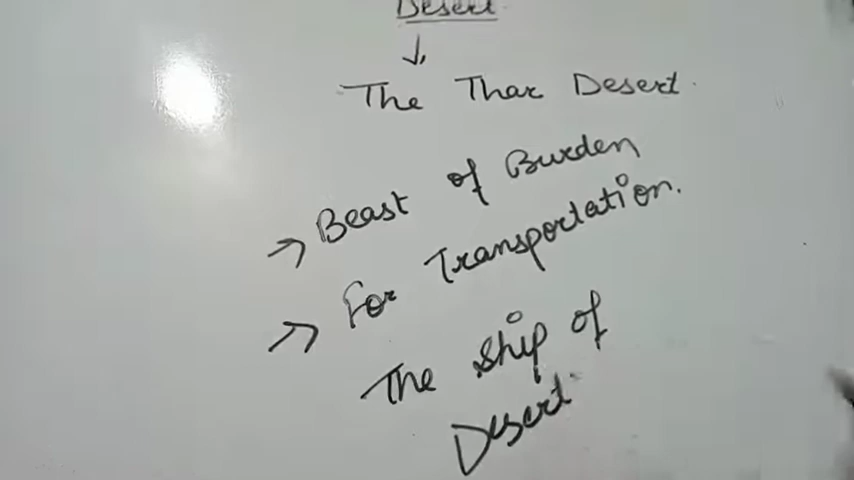 Desert
The Thar Desert.
→ Beast of Burden
→ For Transportation.
The Ship of
Desert.